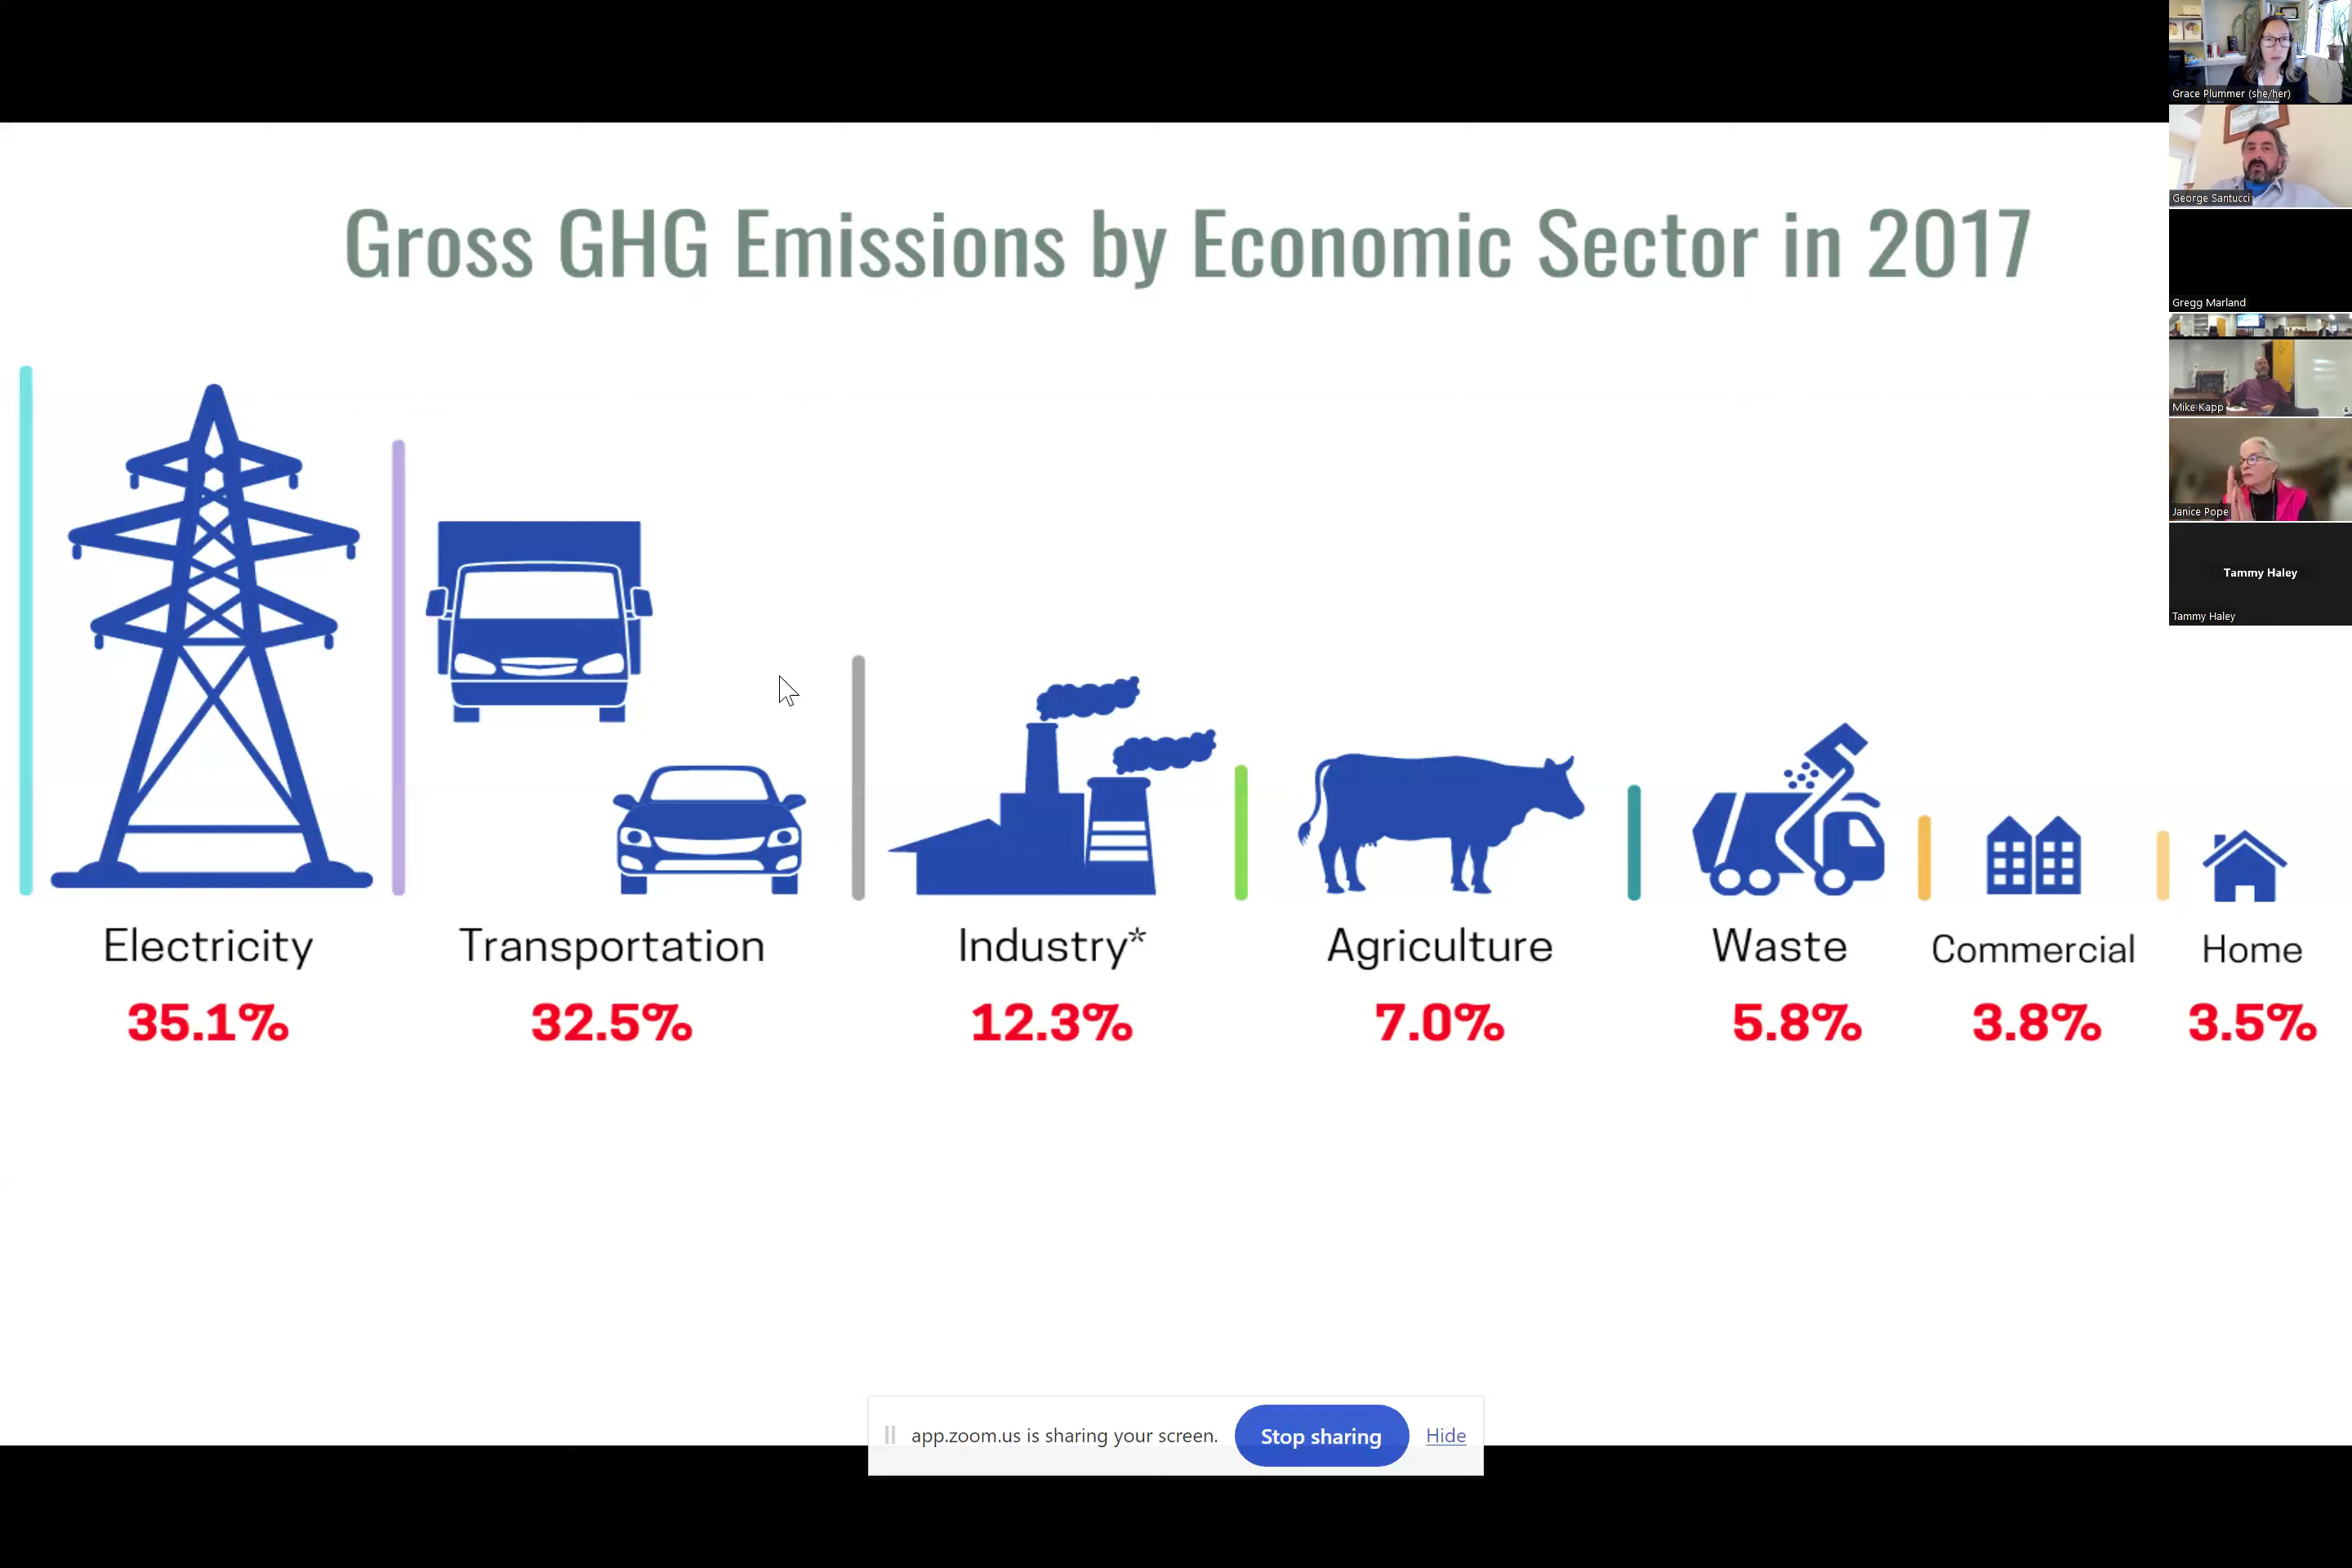 Gross GHG Emissions by Economic Sector in 2017
Electricity
35.1%
Transportation
32.5%
Industry*
12.3%
Agriculture
7.0%
Waste
5.8%
Commercial
3.8%
Home
3.5%
Grace Plummer (she/her)
George Santucci
Gregg Marland
Mike Kapp
Janice Pope
Tammy Haley
Tammy Haley
app.zoom.us is sharing your screen. Stop sharing Hide